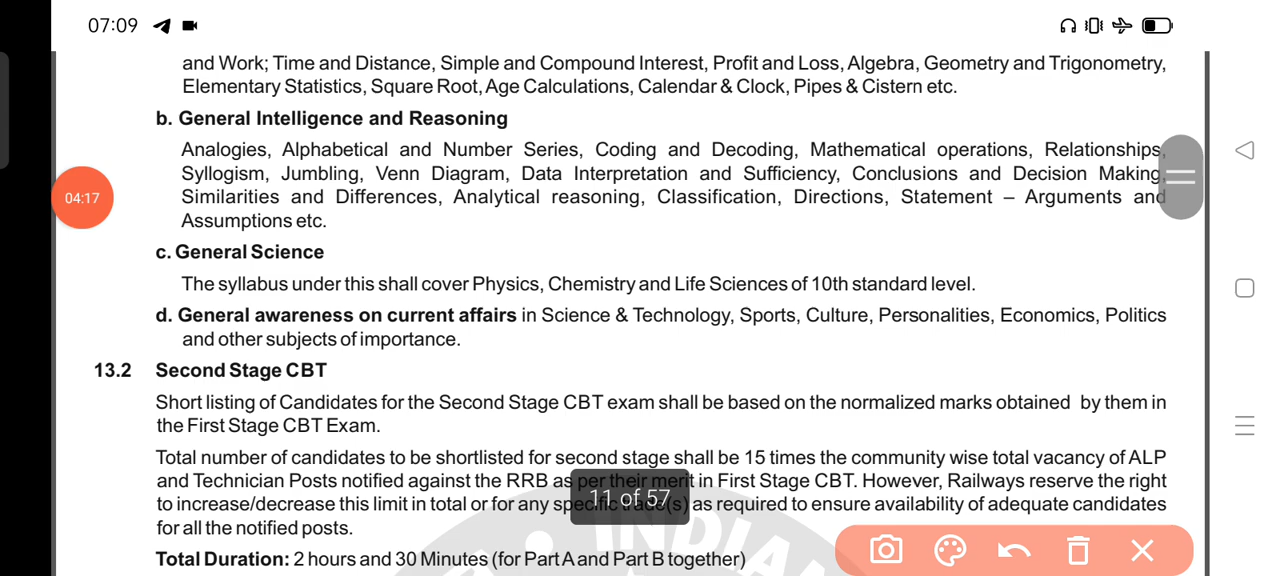 07:09
and Work; Time and Distance, Simple and Compound Interest, Profit and Loss, Algebra, Geometry and Trigonometry,
Elementary Statistics, Square Root, Age Calculations, Calendar & Clock, Pipes & Cistern etc.
b. General Intelligence and Reasoning
Analogies, Alphabetical and Number Series, Coding and Decoding, Mathematical operations, Relationships,
Syllogism, Jumbling, Venn Diagram, Data Interpretation and Sufficiency, Conclusions and Decision Making,
04:17
Similarities and Differences, Analytical reasoning, Classification, Directions, Statement – Arguments and
Assumptions etc.
c. General Science
The syllabus under this shall cover Physics, Chemistry and Life Sciences of 10th standard level.
d. General awareness on current affairs in Science & Technology, Sports, Culture, Personalities, Economics, Politics
and other subjects of importance.
13.2 Second Stage CBT
Short listing of Candidates for the Second Stage CBT exam shall be based on the normalized marks obtained by them in
the First Stage CBT Exam.
Total number of candidates to be shortlisted for second stage shall be 15 times the community wise total vacancy of ALP
and Technician Posts notified against the RRB as per their merit in First Stage CBT. However, Railways reserve the right
11 of 57
to increase/decrease this limit in total or for any specific trade(s) as required to ensure availability of adequate candidates
for all the notified posts.
INDIAN
Total Duration: 2 hours and 30 Minutes (for Part A and Part B together)